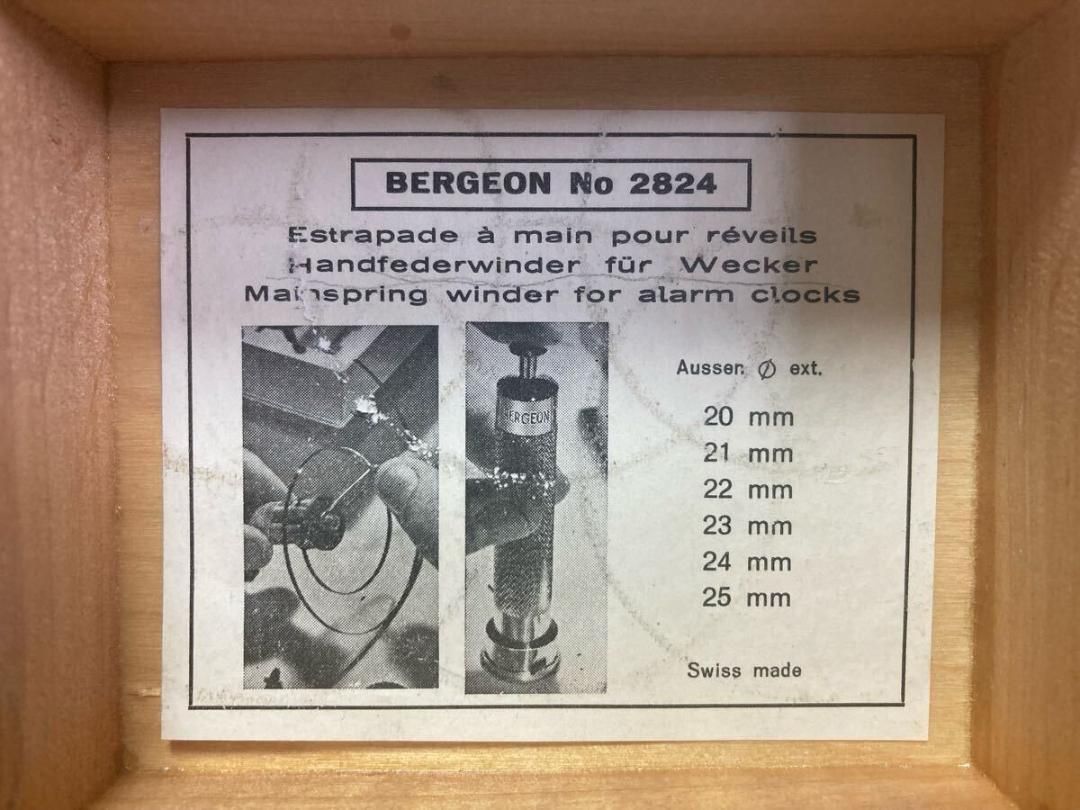 BERGEON No 2824
Estrapade à main pour réveils
Handfederwinder für Wecker
Mainspring winder for alarm clocks
BERGEON
Ausser. Ø ext.
20 mm
21 mm
22 mm
23 mm
24 mm
25 mm
Swiss made